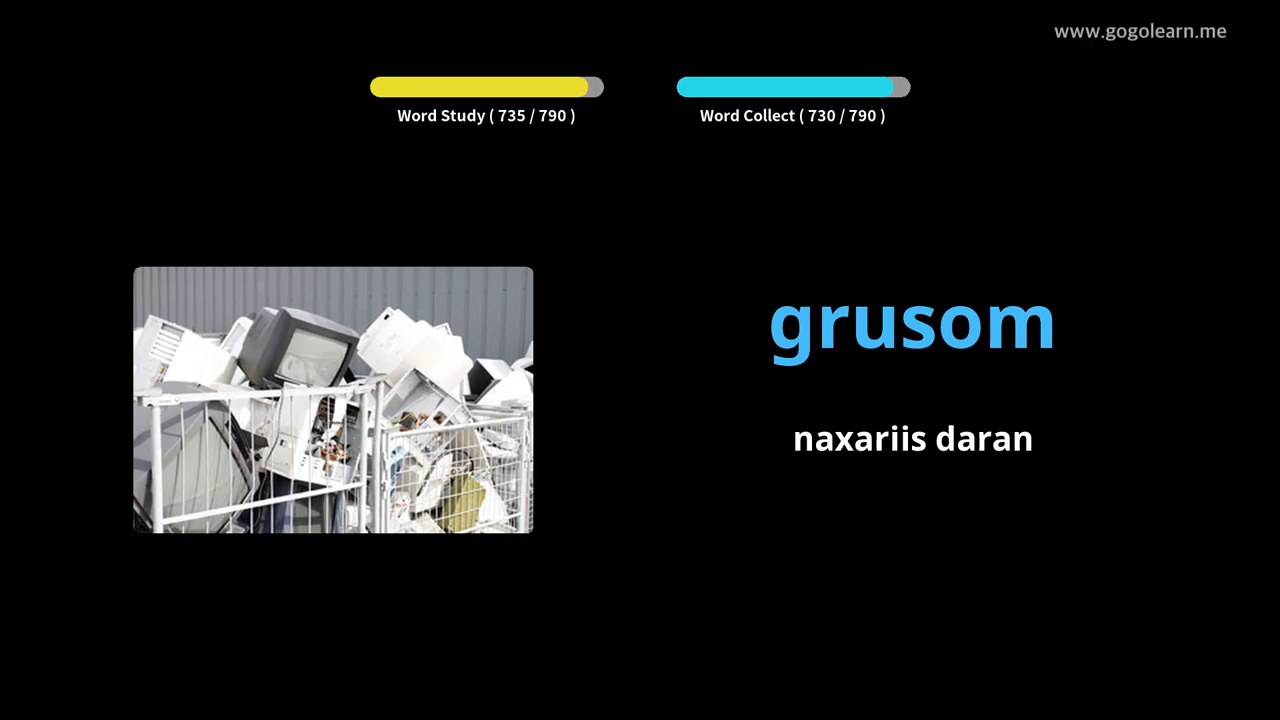 www.gogolearn.me
Word Study ( 735 / 790 )
Word Collect ( 730 / 790 )
grusom
naxariis daran